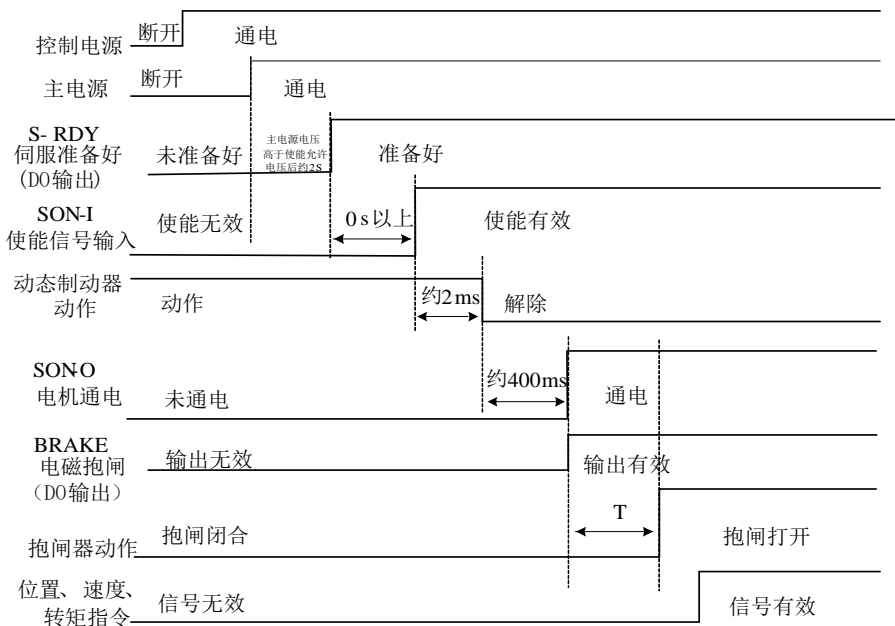 控制电源 断开 通电
主电源 断开 通电
S- RDY
伺服准备好
(DO输出)
未准备好
主电源电压
高于使能允许
电压后约2S
准备好
SON-I
使能信号输入
使能无效
0s以上
使能有效
动态制动器
动作
动作
约2ms
解除
SON-O
电机通电
未通电
约400ms
通电
BRAKE
电磁抱闸
(DO输出)
输出无效
输出有效
T
抱闸器动作
抱闸闭合
抱闸打开
位置、速度、
转矩指令
信号无效
信号有效